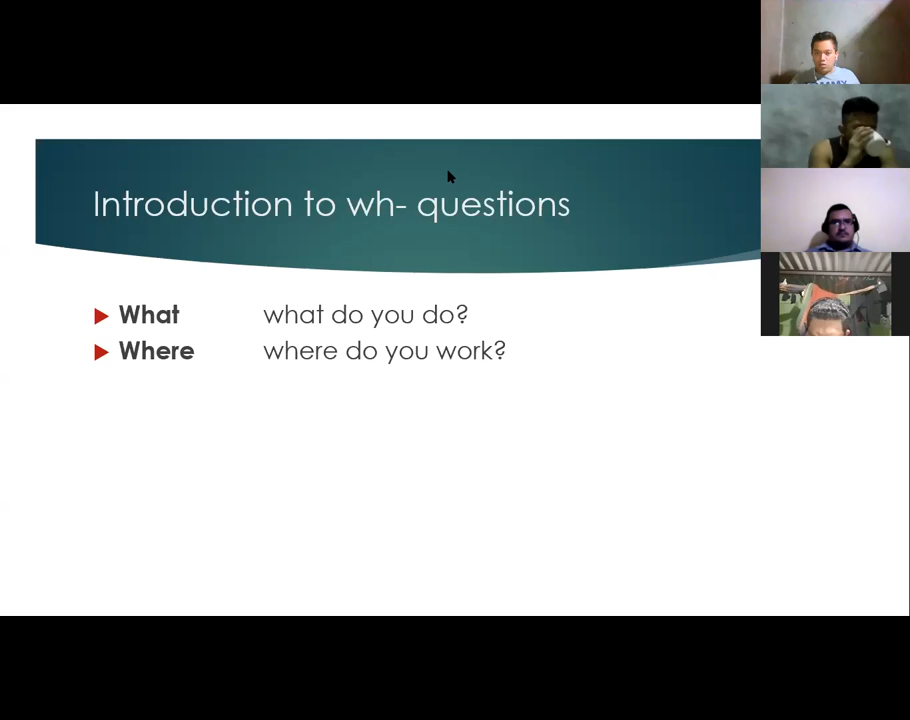 Introduction to wh- questions
What what do you do?
Where where do you work?